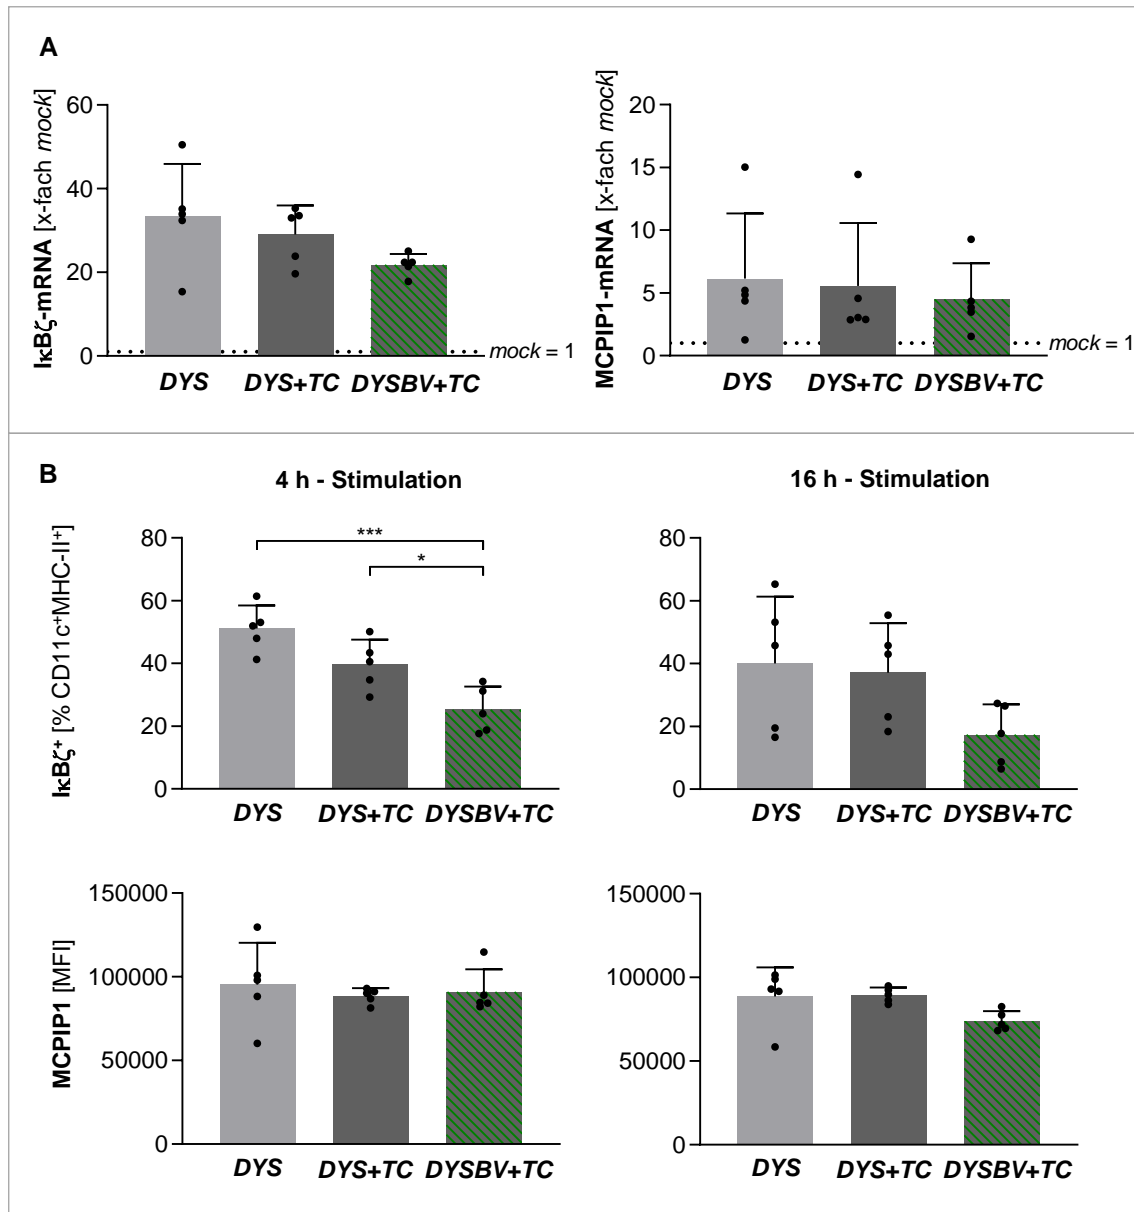 A
IκBζ-mRNA [x-fach mock]
60
40
20
0
mock = 1
DYS DYS+TC DYSBV+TC
MCPIP1-mRNA [x-fach mock]
20
15
10
5
0
mock = 1
DYS DYS+TC DYSBV+TC
B
4 h - Stimulation
16 h - Stimulation
IκBζ⁺ [% CD11c⁺MHC-II⁺]
80
60
40
20
0
***
*
DYS DYS+TC DYSBV+TC
80
60
40
20
0
DYS DYS+TC DYSBV+TC
MCPIP1 [MFI]
150000
100000
50000
0
DYS DYS+TC DYSBV+TC
150000
100000
50000
0
DYS DYS+TC DYSBV+TC